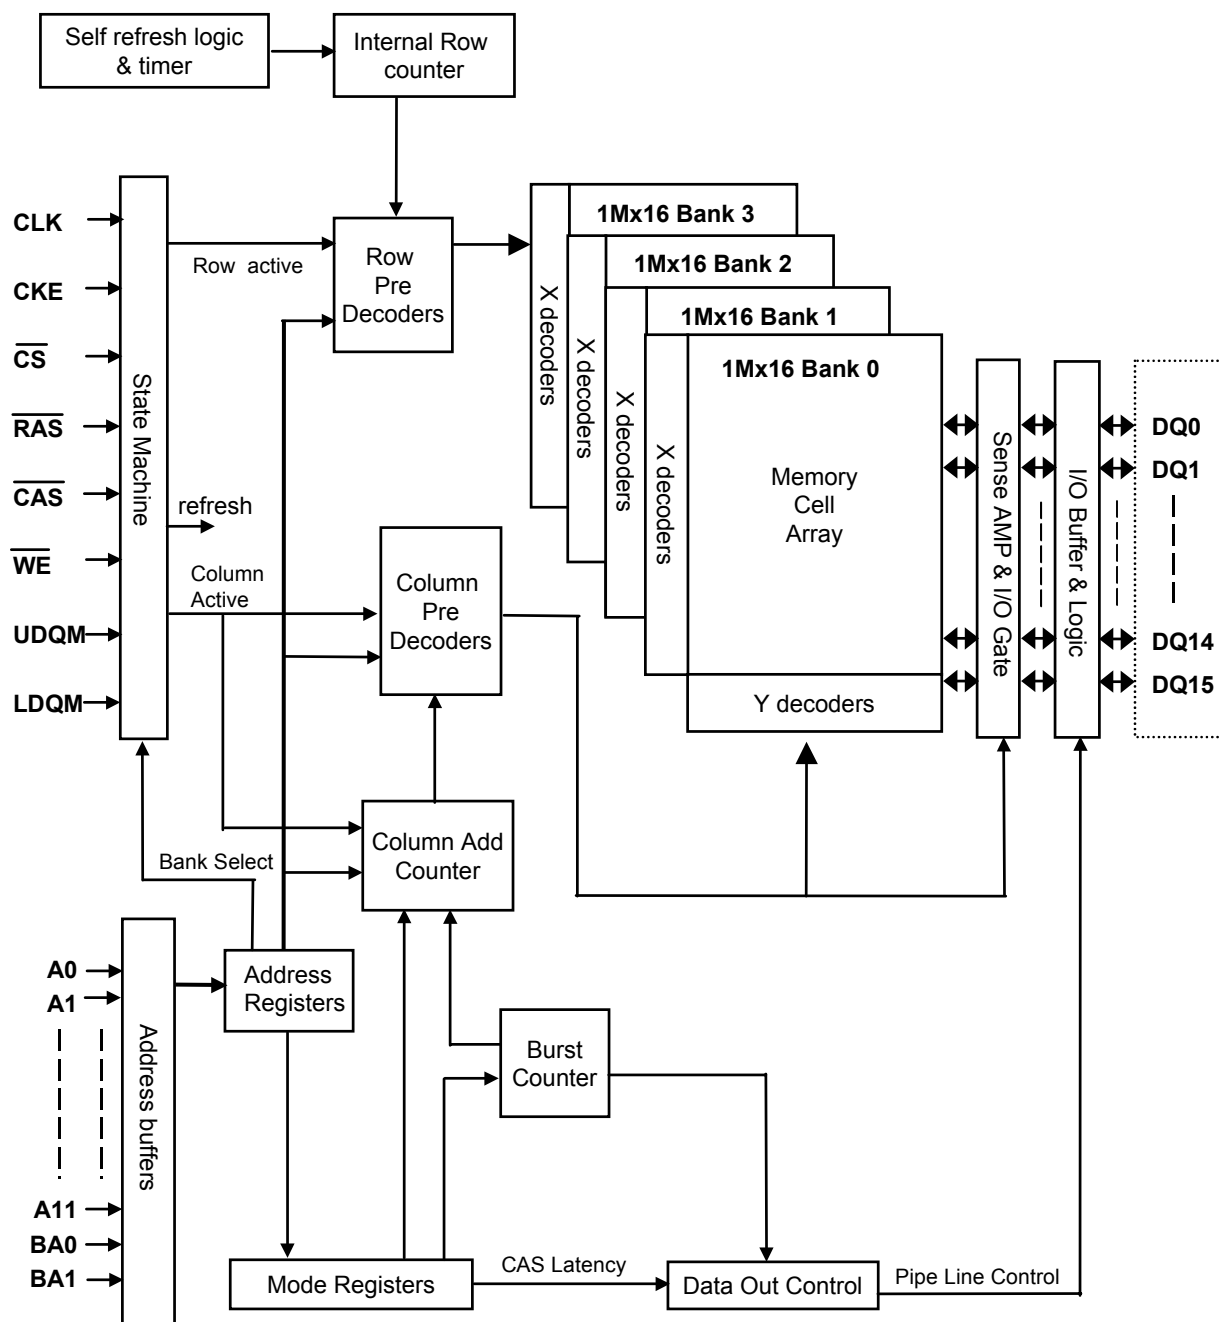 Self refresh logic
& timer
Internal Row
counter
CLK
CKE
CS
RAS
CAS
WE
UDQM
LDQM
State Machine
Row active
refresh
Column
Active
Bank Select
Row
Pre
Decoders
Column
Pre
Decoders
Column Add
Counter
1Mx16 Bank 3
1Mx16 Bank 2
1Mx16 Bank 1
1Mx16 Bank 0
X decoders
X decoders
X decoders
X decoders
Memory
Cell
Array
Y decoders
Sense AMP & I/O Gate
I/O Buffer & Logic
DQ0
DQ1
DQ14
DQ15
A0
A1
A11
BA0
BA1
Address buffers
Address
Registers
Burst
Counter
Mode Registers
CAS Latency
Data Out Control
Pipe Line Control